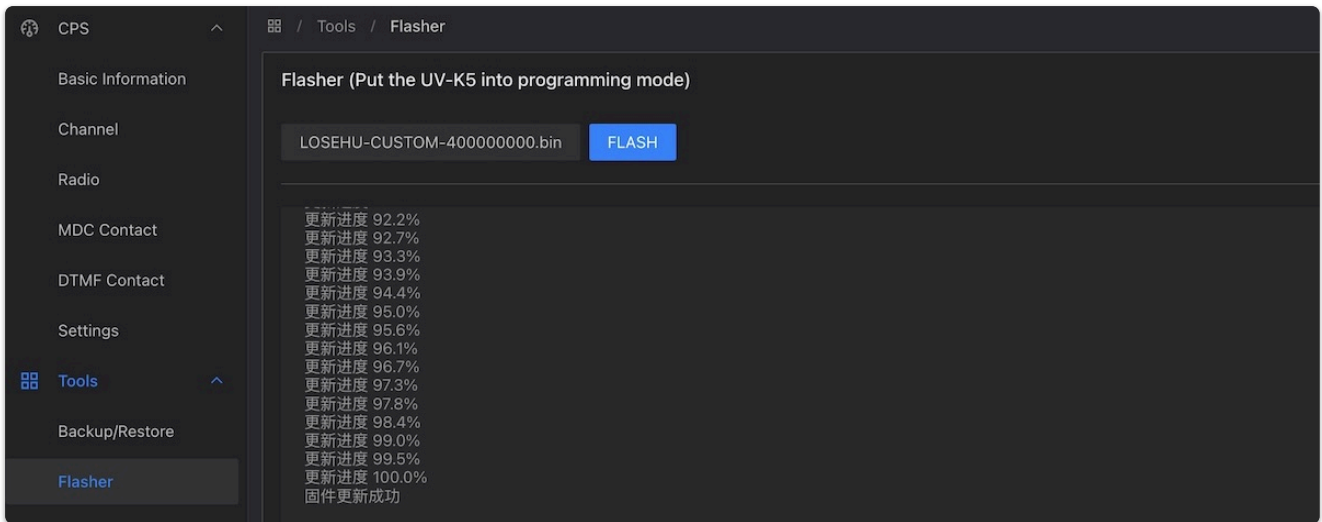 CPS
Basic Information
Channel
Radio
MDC Contact
DTMF Contact
Settings
Tools
Backup/Restore
Flasher
/ Tools / Flasher
Flasher (Put the UV-K5 into programming mode)
LOSEHU-CUSTOM-400000000.bin
FLASH
更新进度 92.2%
更新进度 92.7%
更新进度 93.3%
更新进度 93.9%
更新进度 94.4%
更新进度 95.0%
更新进度 95.6%
更新进度 96.1%
更新进度 96.7%
更新进度 97.3%
更新进度 97.8%
更新进度 98.4%
更新进度 99.0%
更新进度 99.5%
更新进度 100.0%
固件更新成功